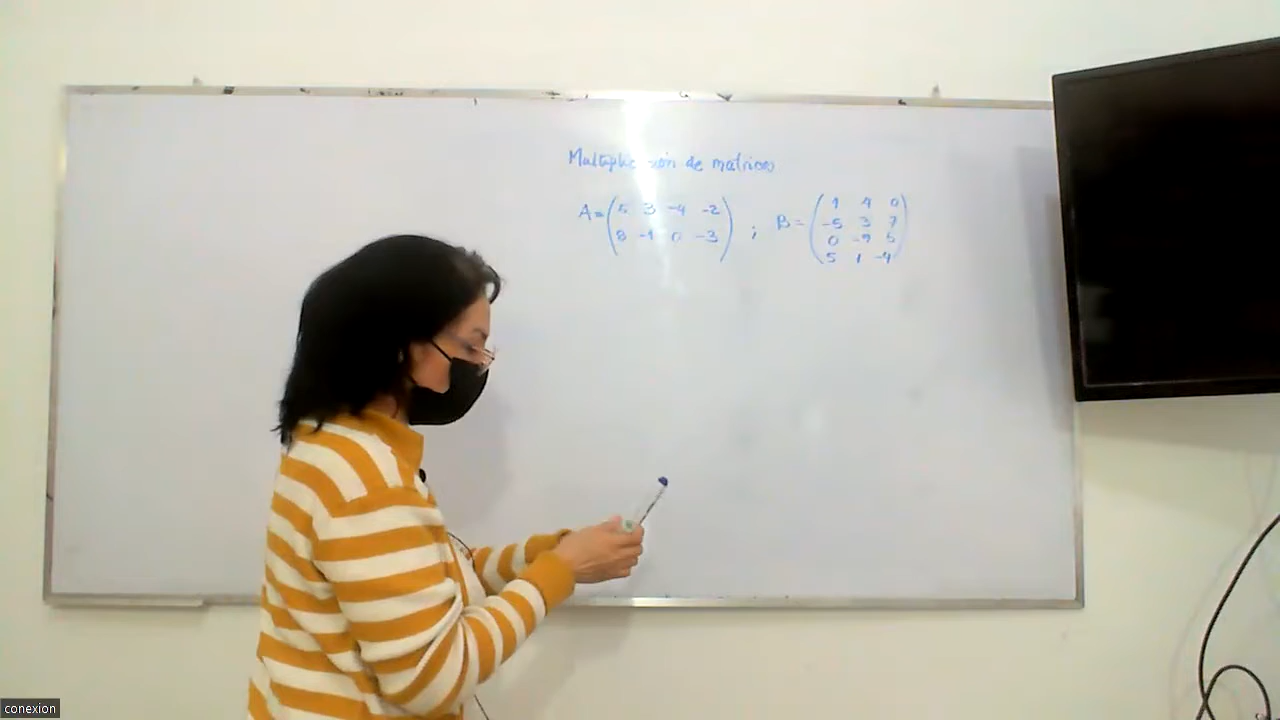 Multiplicación de matrices
A = ( 5 3 -4 -2
8 -1 0 -3 ) ; B = ( 1 4 0
-5 3 7
0 -9 5
5 1 -4 )
conexion